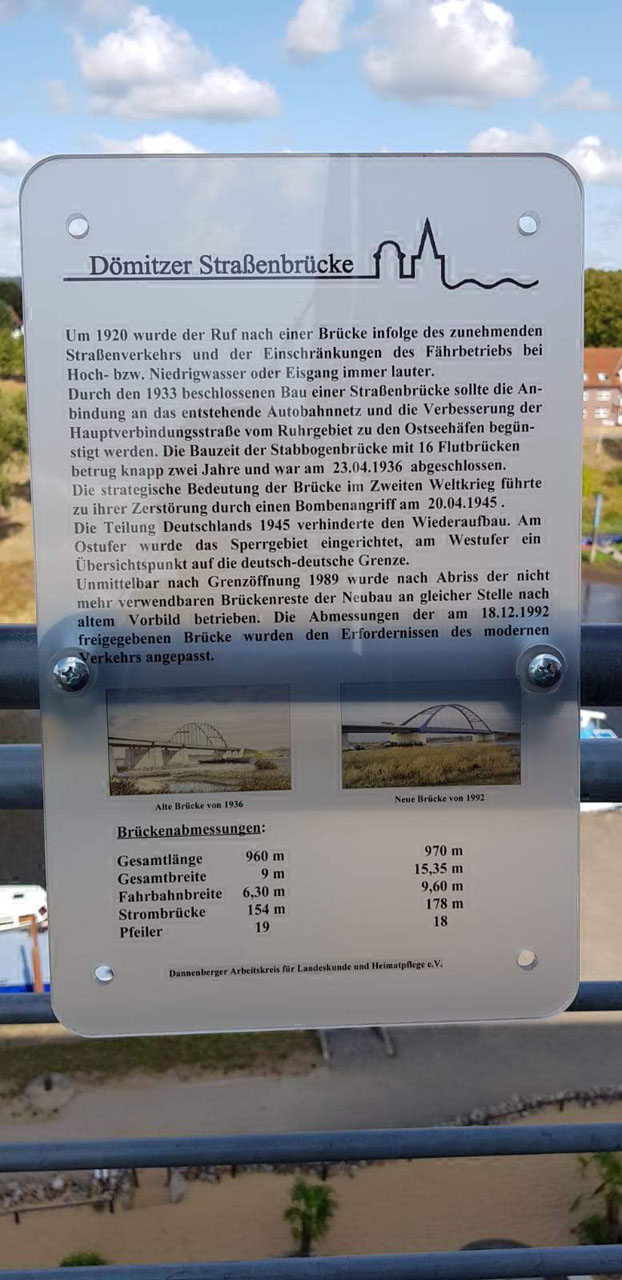 Dömitzer Straßenbrücke
Um 1920 wurde der Ruf nach einer Brücke infolge des zunehmenden
Straßenverkehrs und der Einschränkungen des Fährbetriebs bei
Hoch- bzw. Niedrigwasser oder Eisgang immer lauter.
Durch den 1933 beschlossenen Bau einer Straßenbrücke sollte die An-
bindung an das entstehende Autobahnnetz und die Verbesserung der
Hauptverbindungsstraße vom Ruhrgebiet zu den Ostseehäfen begün-
stigt werden. Die Bauzeit der Stabbogenbrücke mit 16 Flutbrücken
betrug knapp zwei Jahre und war am 23.04.1936 abgeschlossen.
Die strategische Bedeutung der Brücke im Zweiten Weltkrieg führte
zu ihrer Zerstörung durch einen Bombenangriff am 20.04.1945 .
Die Teilung Deutschlands 1945 verhinderte den Wiederaufbau. Am
Ostufer wurde das Sperrgebiet eingerichtet, am Westufer ein
Übersichtspunkt auf die deutsch-deutsche Grenze.
Unmittelbar nach Grenzöffnung 1989 wurde nach Abriss der nicht
mehr verwendbaren Brückenreste der Neubau an gleicher Stelle nach
altem Vorbild betrieben. Die Abmessungen der am 18.12.1992
freigegebenen Brücke wurden den Erfordernissen des modernen
Verkehrs angepasst.
Alte Brücke von 1936 Neue Brücke von 1992
Brückenabmessungen:
Gesamtlänge 960 m 970 m
Gesamtbreite 9 m 15,35 m
Fahrbahnbreite 6,30 m 9,60 m
Strombrücke 154 m 178 m
Pfeiler 19 18
Dannenberger Arbeitskreis für Landeskunde und Heimatpflege e.V.